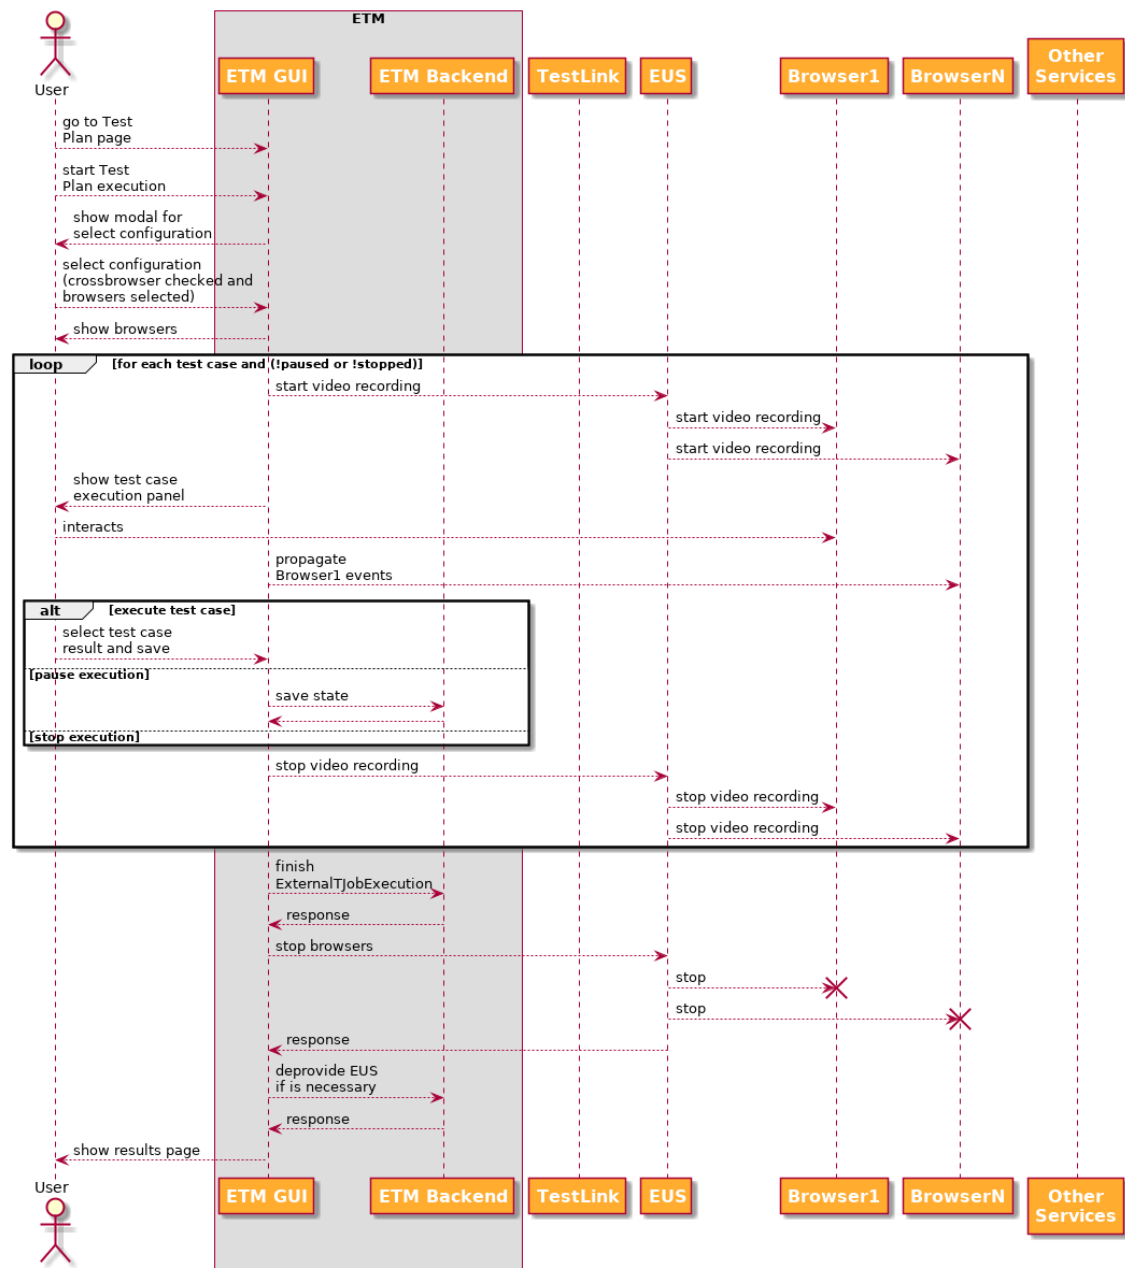 ETM
User
ETM GUI
ETM Backend
TestLink
EUS
Browser1
BrowserN
Other
Services
go to Test
Plan page
start Test
Plan execution
show modal for
select configuration
select configuration
(crossbrowser checked and
browsers selected)
show browsers
loop
[for each test case and (!paused or !stopped)]
start video recording
start video recording
start video recording
show test case
execution panel
interacts
propagate
Browser1 events
alt
[execute test case]
select test case
result and save
[pause execution]
save state
[stop execution]
stop video recording
stop video recording
stop video recording
finish
ExternalTJobExecution
response
stop browsers
stop
stop
response
deprovide EUS
if is necessary
response
show results page
User
ETM GUI
ETM Backend
TestLink
EUS
Browser1
BrowserN
Other
Services